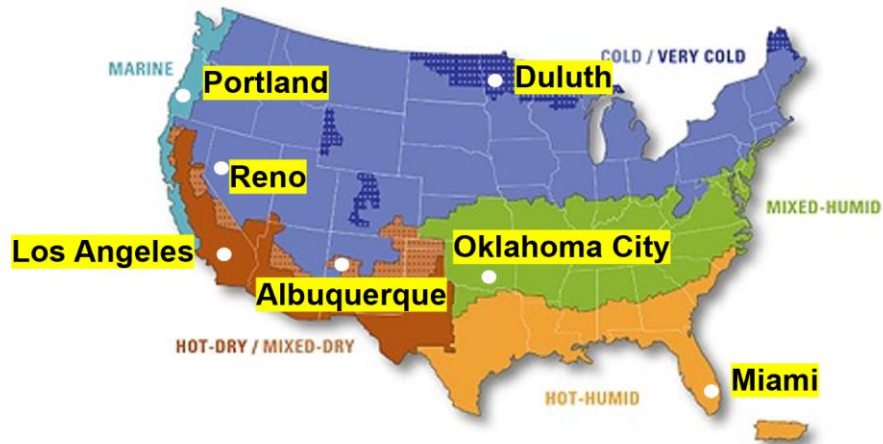 COLD / VERY COLD
MARINE
Portland
Duluth
Reno
MIXED-HUMID
Los Angeles
Oklahoma City
Albuquerque
HOT-DRY / MIXED-DRY
Miami
HOT-HUMID